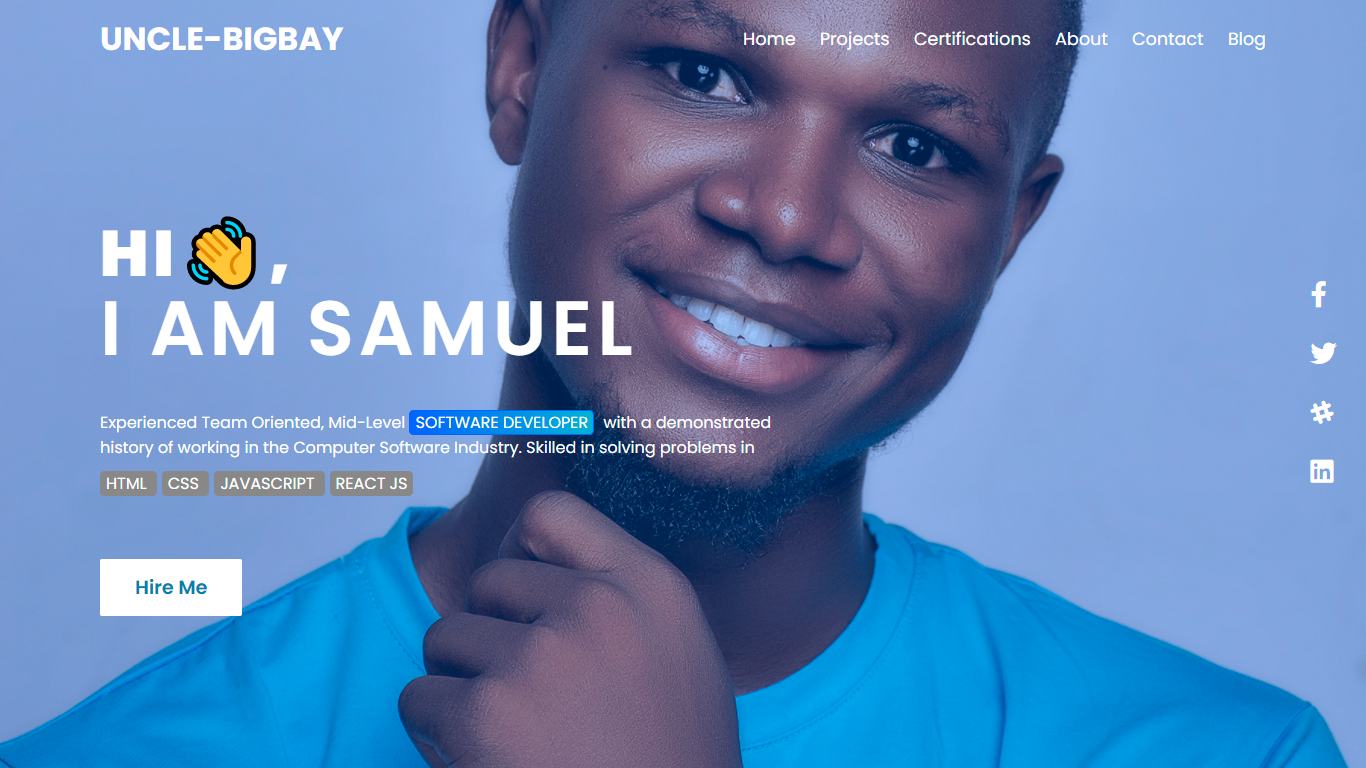 UNCLE-BIGBAY
Home Projects Certifications About Contact Blog
HI 👋,
I AM SAMUEL
Experienced Team Oriented, Mid-Level SOFTWARE DEVELOPER with a demonstrated
history of working in the Computer Software Industry. Skilled in solving problems in
HTML CSS JAVASCRIPT REACT JS
Hire Me